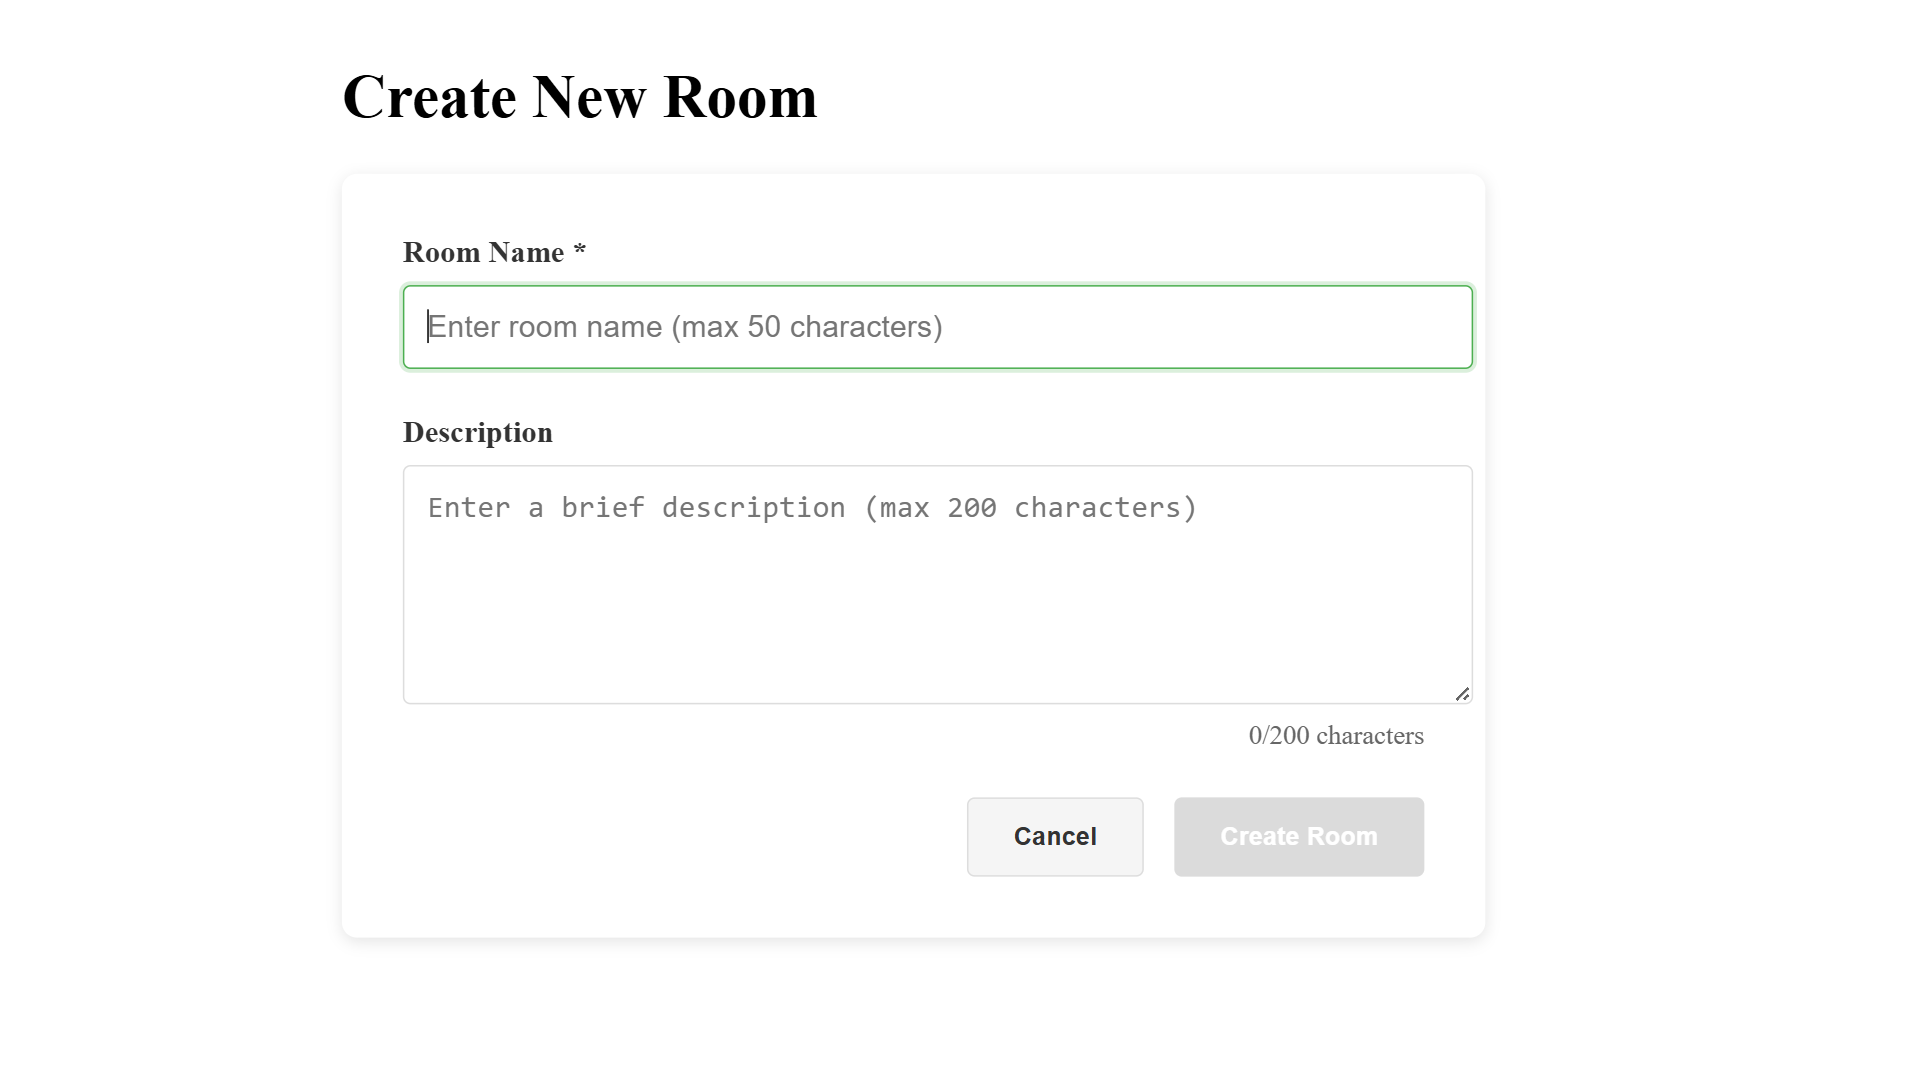 Create New Room
Room Name *
Enter room name (max 50 characters)
Description
Enter a brief description (max 200 characters)
0/200 characters
Cancel
Create Room